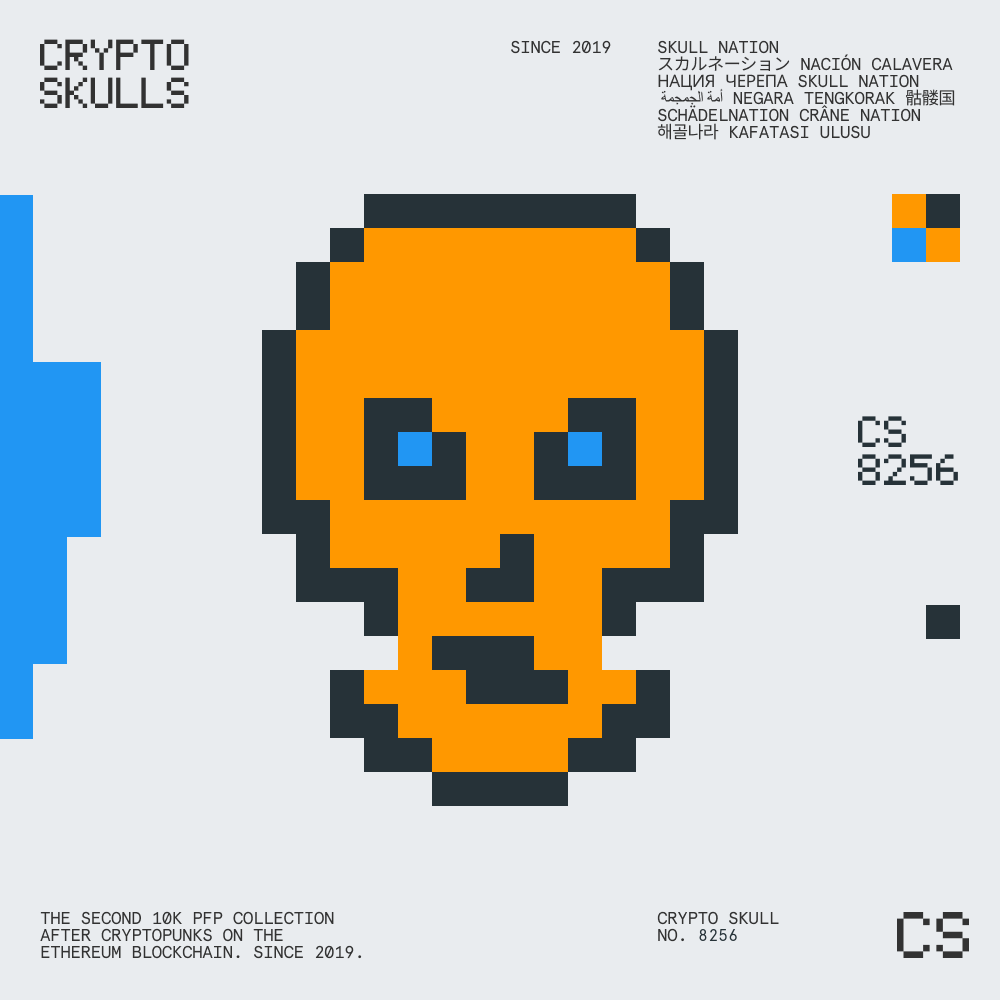 CRYPTO
SKULLS
SINCE 2019
SKULL NATION
スカルネーション NACIÓN CALAVERA
НАЦИЯ ЧЕРЕПА SKULL NATION
أمة الجمجمة NEGARA TENGKORAK 骷髅国
SCHÄDELNATION CRÂNE NATION
해골나라 KAFATASI ULUSU
CS
8256
THE SECOND 10K PFP COLLECTION
AFTER CRYPTOPUNKS ON THE
ETHEREUM BLOCKCHAIN. SINCE 2019.
CRYPTO SKULL
NO. 8256
CS